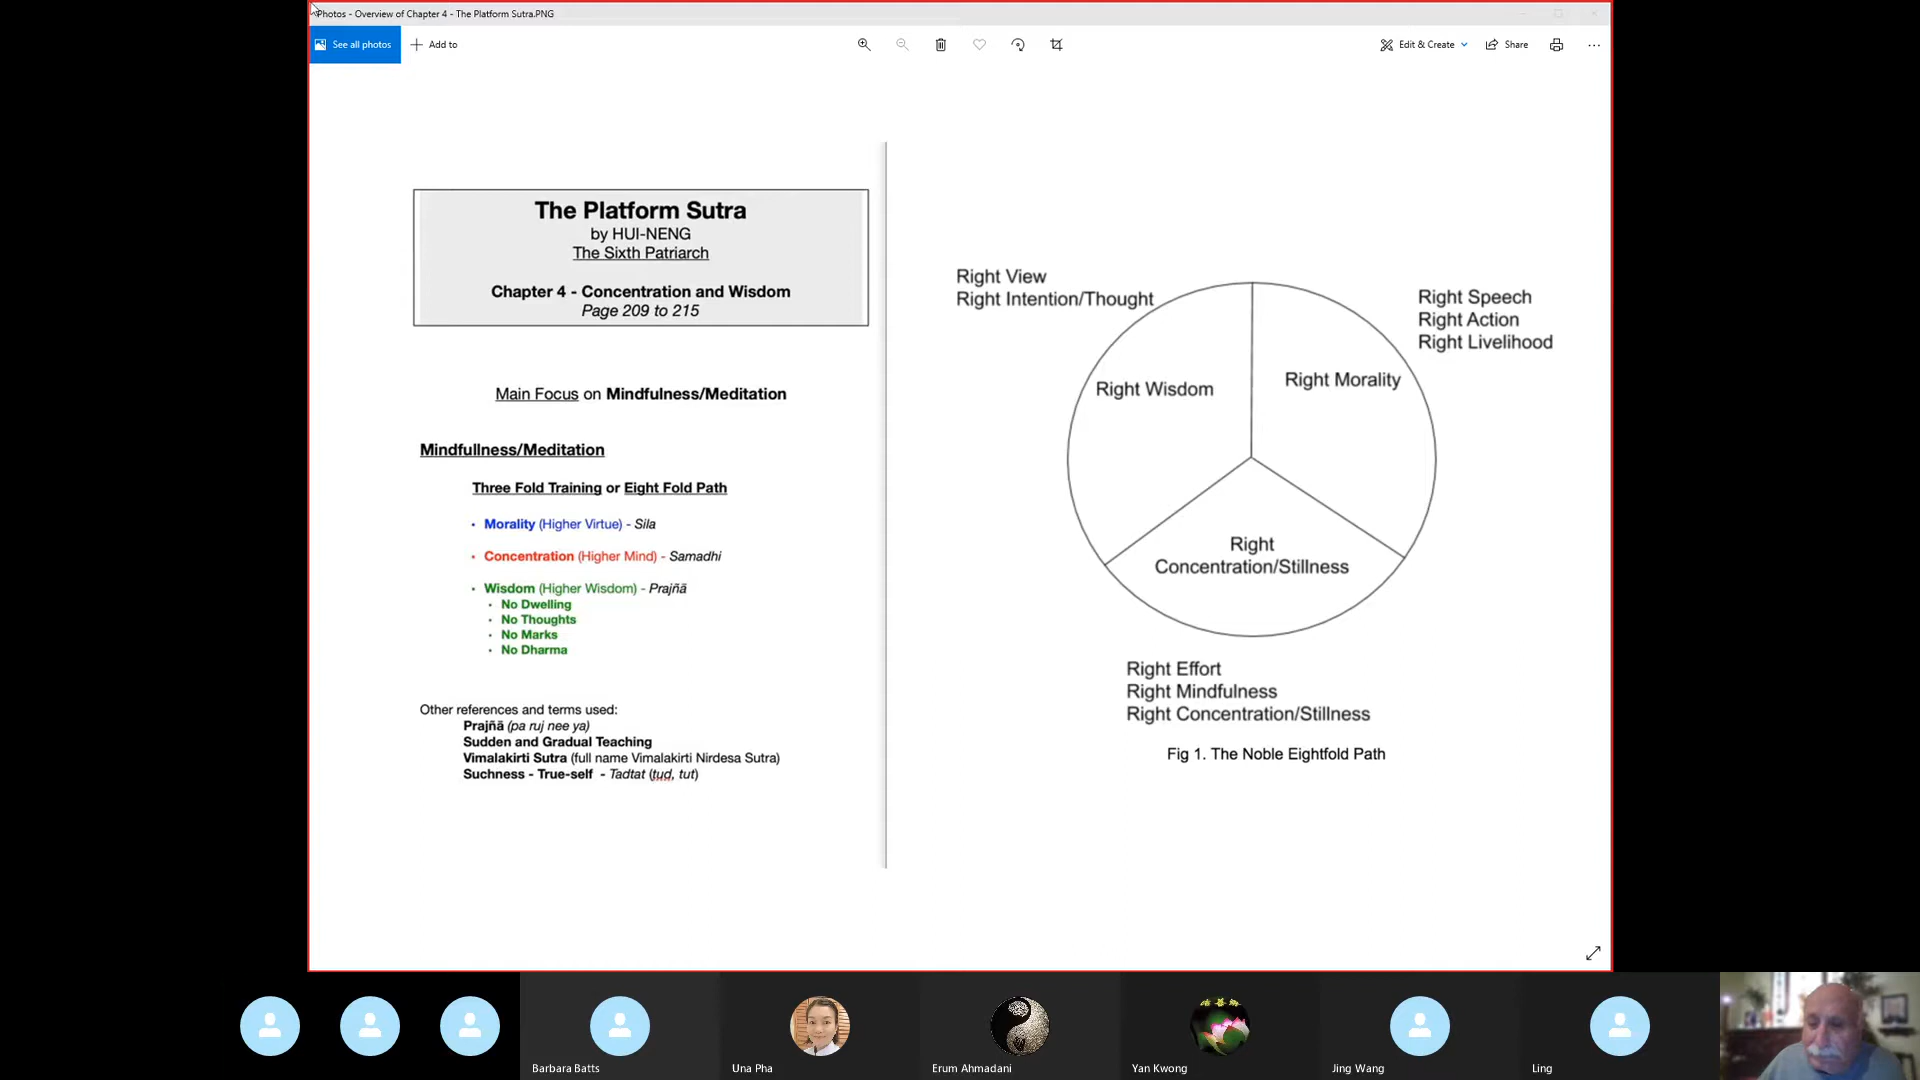 Photos - Overview of Chapter 4 - The Platform Sutra.PNG
See all photos
Add to
Edit & Create
Share
The Platform Sutra
by HUI-NENG
The Sixth Patriarch
Chapter 4 - Concentration and Wisdom
Page 209 to 215
Main Focus on Mindfulness/Meditation
Mindfullness/Meditation
Three Fold Training or Eight Fold Path
• Morality (Higher Virtue) - Sila
• Concentration (Higher Mind) - Samadhi
• Wisdom (Higher Wisdom) - Prajñā
• No Dwelling
• No Thoughts
• No Marks
• No Dharma
Other references and terms used:
Prajñā (pa ruj nee ya)
Sudden and Gradual Teaching
Vimalakirti Sutra (full name Vimalakirti Nirdesa Sutra)
Suchness - True-self - Tadtat (tud, tut)
Right View
Right Intention/Thought
Right Speech
Right Action
Right Livelihood
Right Wisdom
Right Morality
Right
Concentration/Stillness
Right Effort
Right Mindfulness
Right Concentration/Stillness
Fig 1. The Noble Eightfold Path
Barbara Batts
Una Pha
Erum Ahmadani
Yan Kwong
Jing Wang
Ling